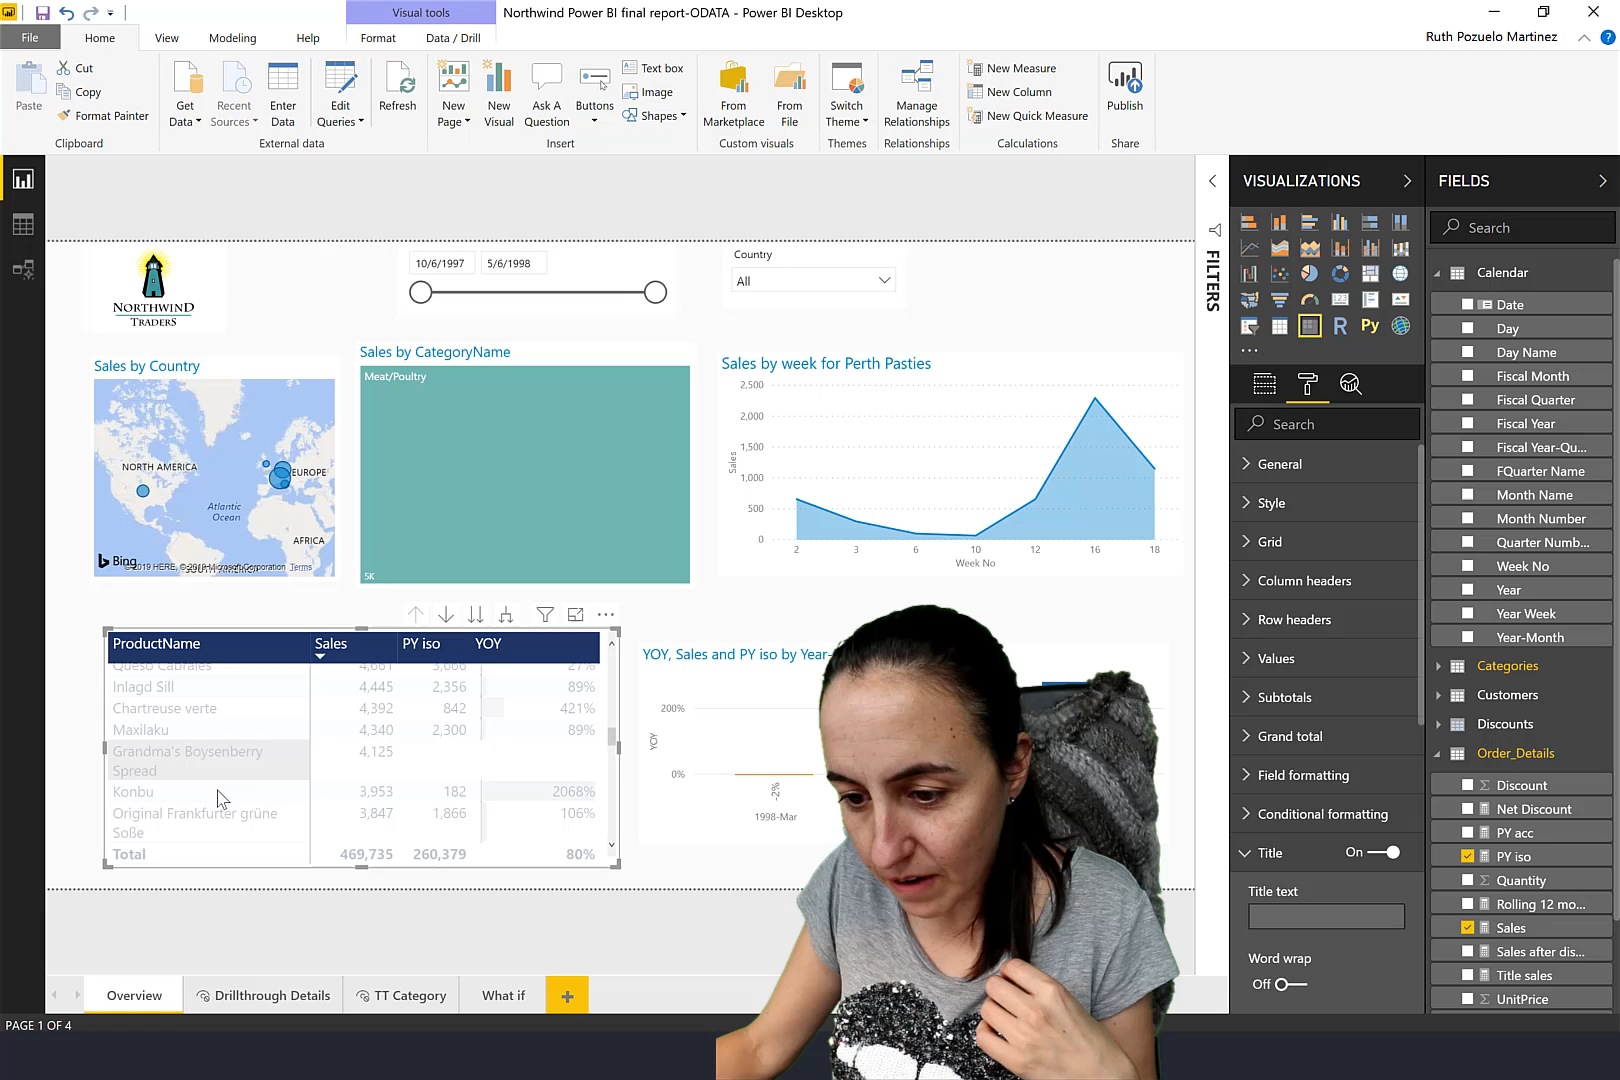 Visual tools
Northwind Power BI final report-ODATA - Power BI Desktop
File
Home
View
Modeling
Help
Format
Data / Drill
Ruth Pozuelo Martinez
Paste
Cut
Copy
Format Painter
Clipboard
Get Data
Recent Sources
Enter Data
Edit Queries
External data
Refresh
New Page
New Visual
Ask A Question
Buttons
Text box
Image
Shapes
Insert
From Marketplace
From File
Custom visuals
Switch Theme
Themes
Manage Relationships
Relationships
New Measure
New Column
New Quick Measure
Calculations
Publish
Share
NORTHWIND
TRADERS
10/6/1997
5/6/1998
Country
All
Sales by Country
NORTH AMERICA
EUROPE
Atlantic
Ocean
AFRICA
Bing
Terms
Sales by CategoryName
Meat/Poultry
5K
Sales by week for Perth Pasties
2,500
2,000
1,500
1,000
500
0
Sales
2 3 6 10 12 16 18
Week No
ProductName Sales PY iso YOY
Queso Cabrales 4,661 3,666 27%
Inlagd Sill 4,445 2,356 89%
Chartreuse verte 4,392 842 421%
Maxilaku 4,340 2,300 89%
Grandma's Boysenberry 4,125
Spread
Konbu 3,953 182 2068%
Original Frankfurter grüne 3,847 1,866 106%
Soße
Total 469,735 260,379 80%
YOY, Sales and PY iso by Year-
200%
YOY
0%
-2%
1998-Mar
FILTERS
VISUALIZATIONS
R
Py
Search
General
Style
Grid
Column headers
Row headers
Values
Subtotals
Grand total
Field formatting
Conditional formatting
Title
On
Title text
Word wrap
Off
FIELDS
Search
Calendar
Date
Day
Day Name
Fiscal Month
Fiscal Quarter
Fiscal Year
Fiscal Year-Qu...
FQuarter Name
Month Name
Month Number
Quarter Numb...
Week No
Year
Year Week
Year-Month
Categories
Customers
Discounts
Order_Details
Discount
Net Discount
PY acc
PY iso
Quantity
Rolling 12 mo...
Sales
Sales after dis...
Title sales
UnitPrice
Overview
Drillthrough Details
TT Category
What if
PAGE 1 OF 4